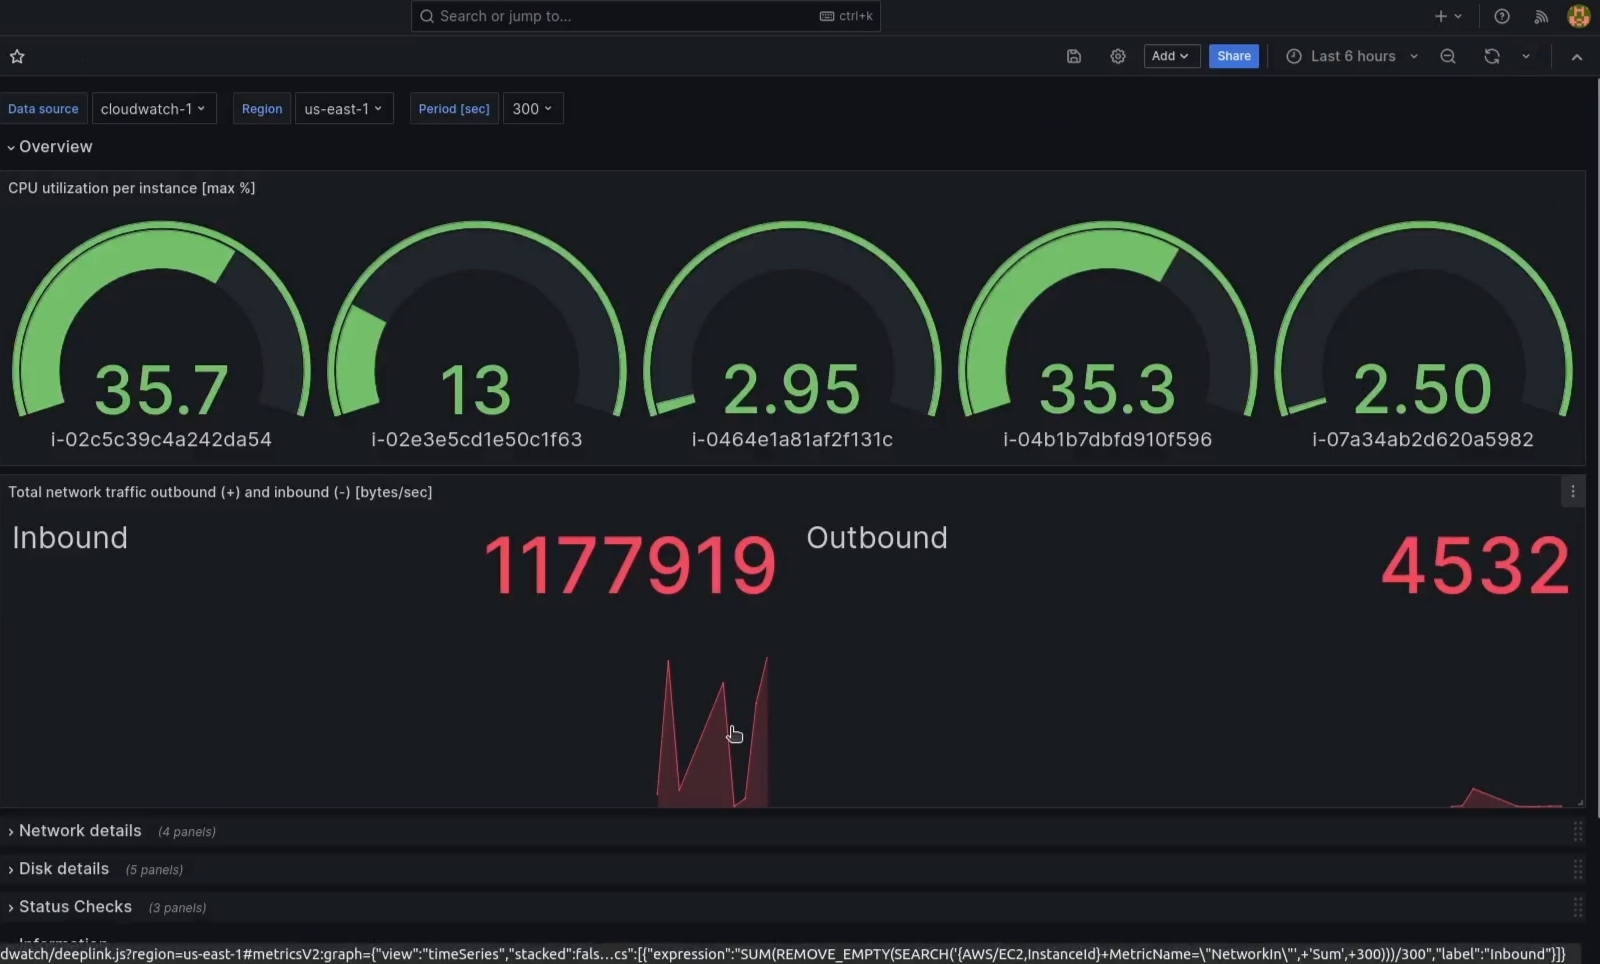 Search or jump to... ctrl+k
Add Share Last 6 hours
Data source cloudwatch-1 Region us-east-1 Period [sec] 300
Overview
CPU utilization per instance [max %]
35.7 13 2.95 35.3 2.50
i-02c5c39c4a242da54 i-02e3e5cd1e50c1f63 i-0464e1a81af2f131c i-04b1b7dbfd910f596 i-07a34ab2d620a5982
Total network traffic outbound (+) and inbound (-) [bytes/sec]
Inbound 1177919 Outbound 4532
Network details (4 panels)
Disk details (5 panels)
Status Checks (3 panels)
dwatch/deeplink.js?region=us-east-1#metricsV2:graph={"view":"timeSeries","stacked":fals...cs":[{"expression":"SUM(REMOVE_EMPTY(SEARCH('{AWS/EC2,InstanceId}+MetricName=\"NetworkIn\"',+'Sum',+300)))/300","label":"Inbound"}]}